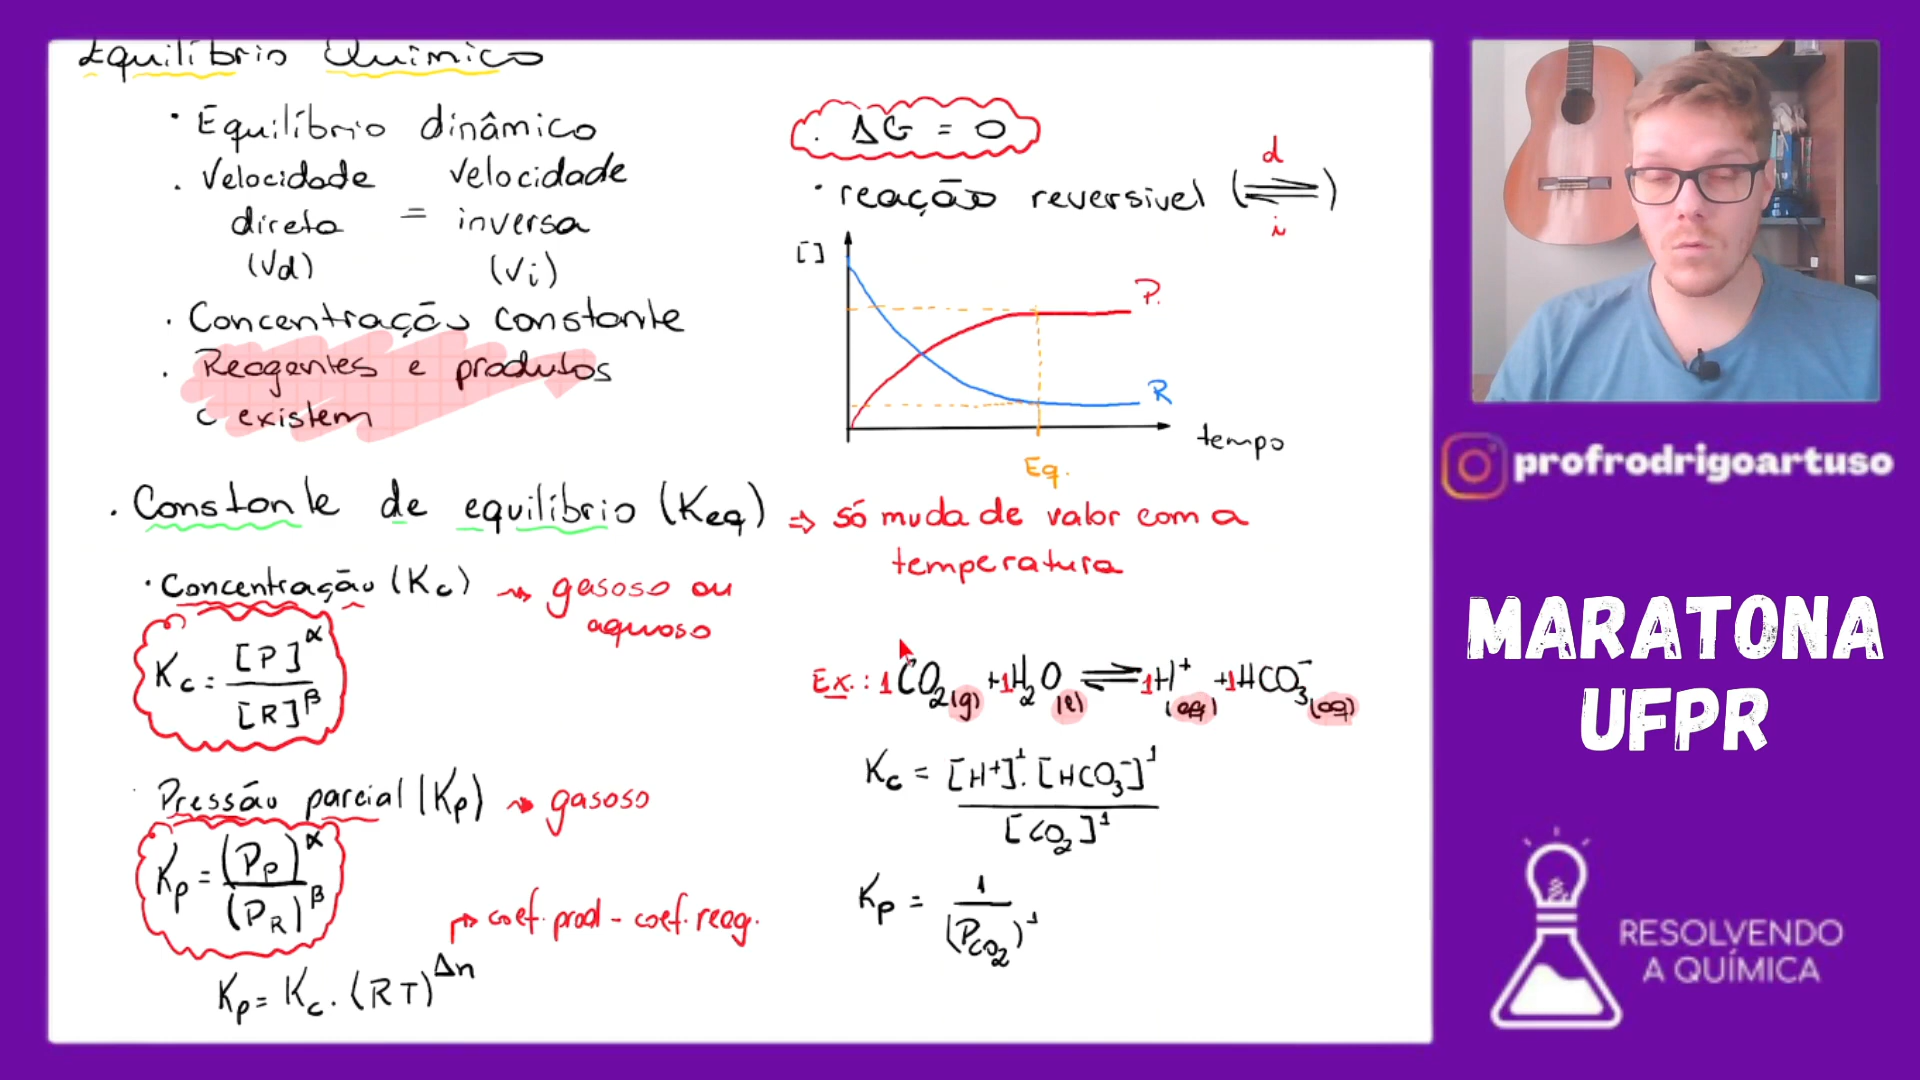 Equilíbrio Químico
· Equilíbrio dinâmico
· Velocidade direta (Vd) = velocidade inversa (Vi)
· Concentração constante
· Reagentes e produtos
coexistem
· ΔG = 0
· reação reversível (⇌)
d
i
[ ]
P.
R
tempo
Eq.
· Constante de equilíbrio (Keq) ⇒ só muda de valor com a
temperatura
· Concentração (Kc) → gasoso ou
aquoso
Kc = [P]^α / [R]^β
· Pressão parcial (Kp) → gasoso
Kp = (Pp)^α / (PR)^β
↱ coef. prod - coef. reag.
Kp = Kc . (RT)^Δn
Ex.: 1CO₂(g) + 1H₂O(l) ⇌ 1H⁺(aq) + 1HCO₃⁻(aq)
Kc = [H⁺]¹ . [HCO₃⁻]¹ / [CO₂]¹
Kp = 1 / (PCO₂)¹
profrodrigoartuso
MARATONA
UFPR
RESOLVENDO
A QUÍMICA